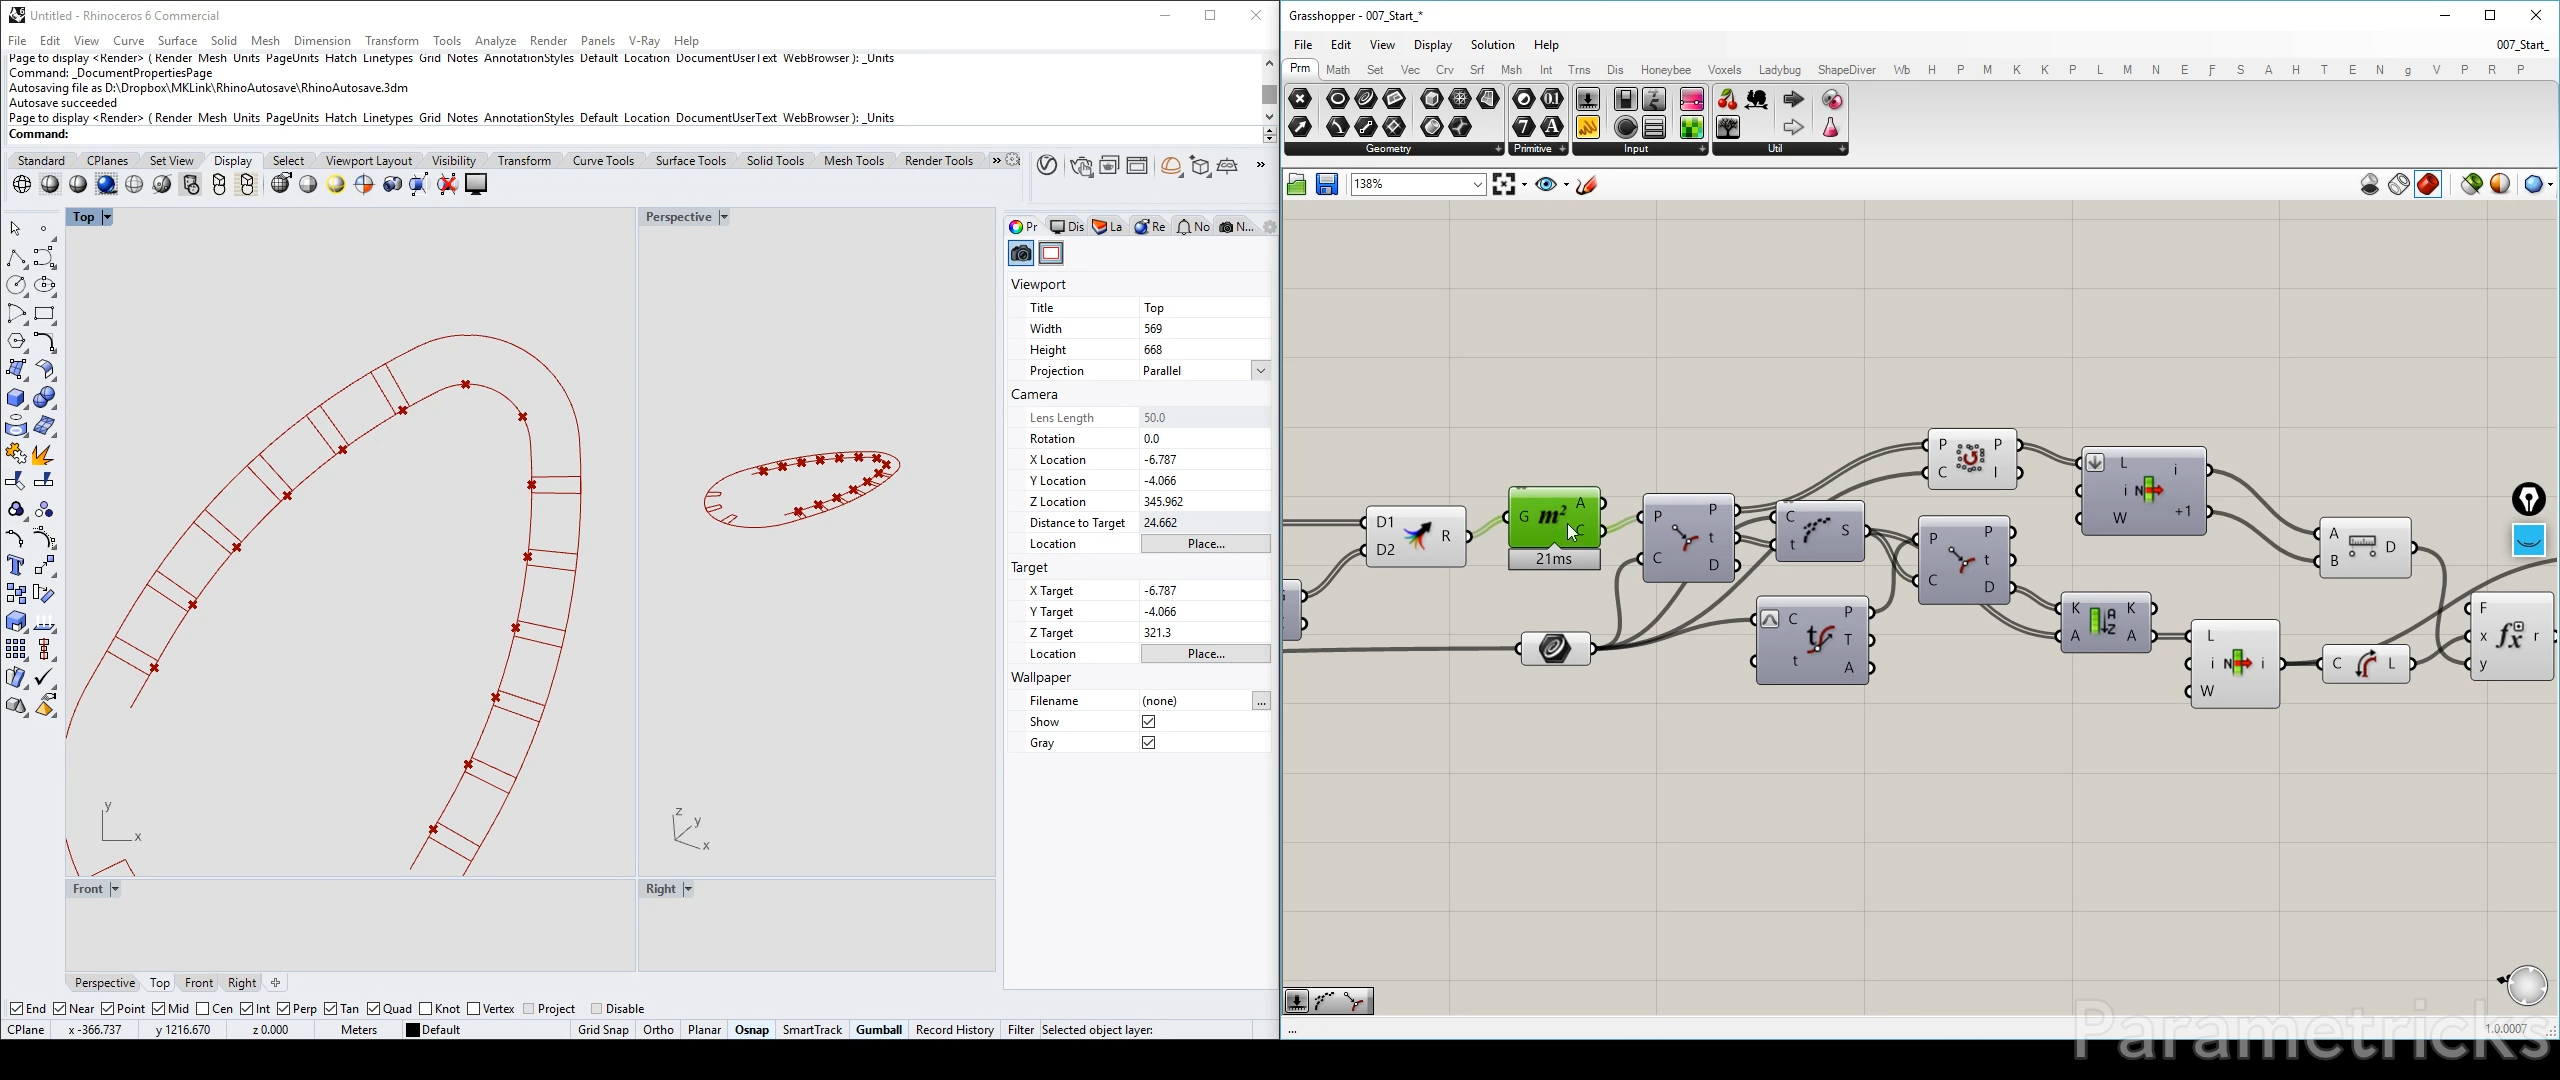 Untitled - Rhinoceros 6 Commercial
File Edit View Curve Surface Solid Mesh Dimension Transform Tools Analyze Render Panels V-Ray Help
Page to display <Render> ( Render Mesh Units PageUnits Hatch Linetypes Grid Notes AnnotationStyles Default Location DocumentUserText WebBrowser ): _Units
Command: _DocumentPropertiesPage
Autosaving file as D:\Dropbox\MKLink\RhinoAutosave\RhinoAutosave.3dm
Autosave succeeded
Page to display <Render> ( Render Mesh Units PageUnits Hatch Linetypes Grid Notes AnnotationStyles Default Location DocumentUserText WebBrowser ): _Units
Command:
Standard CPlanes Set View Display Select Viewport Layout Visibility Transform Curve Tools Surface Tools Solid Tools Mesh Tools Render Tools »
Top
Perspective
Pr Dis La Re No N...
Viewport
Title Top
Width 569
Height 668
Projection Parallel
Camera
Lens Length 50.0
Rotation 0.0
X Location -6.787
Y Location -4.066
Z Location 345.962
Distance to Target 24.662
Location Place...
Target
X Target -6.787
Y Target -4.066
Z Target 321.3
Location Place...
Wallpaper
Filename (none) ...
Show
Gray
y
x
z
y
x
Front
Right
Perspective Top Front Right
End Near Point Mid Cen Int Perp Tan Quad Knot Vertex Project Disable
CPlane x -366.737 y 1216.670 z 0.000 Meters Default Grid Snap Ortho Planar Osnap SmartTrack Gumball Record History Filter Selected object layer:
Grasshopper - 007_Start_*
File Edit View Display Solution Help 007_Start_
Prm Math Set Vec Crv Srf Msh Int Trns Dis Honeybee Voxels Ladybug ShapeDiver Wb H P M K K P L M N E F S A H T E N g V P R P
Geometry Primitive Input Util
138%
D1
D2
R
G m² A
C
21ms
P
C
P
t
D
C
t
S
C
t
P
T
A
P
C
P
t
D
P
C
P
I
L
i
W
N
i
+1
K
A
A
Z
K
A
L
i
W
N
i
A
B
D
C L
F
x
y
fx
r
...
1.0.0007
Parametricks